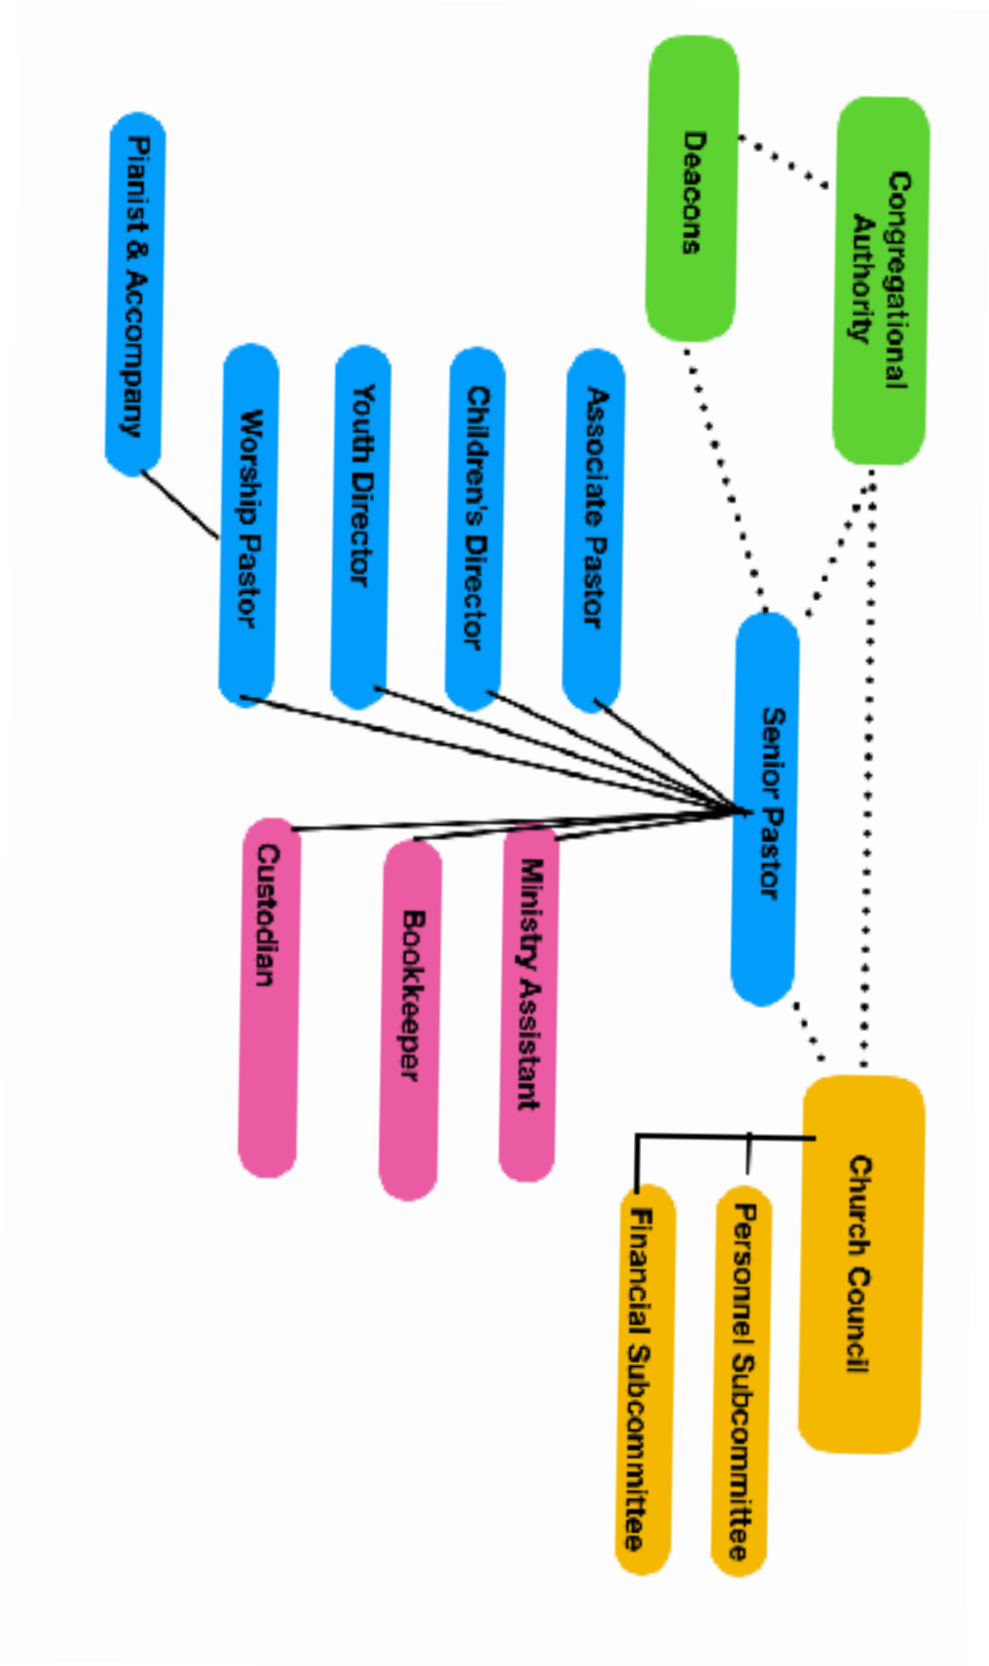 Congregational
Authority
Church Council
Deacons
Senior Pastor
Personnel Subcommittee
Financial Subcommittee
Associate Pastor
Ministry Assistant
Children's Director
Bookkeeper
Youth Director
Custodian
Worship Pastor
Pianist & Accompany